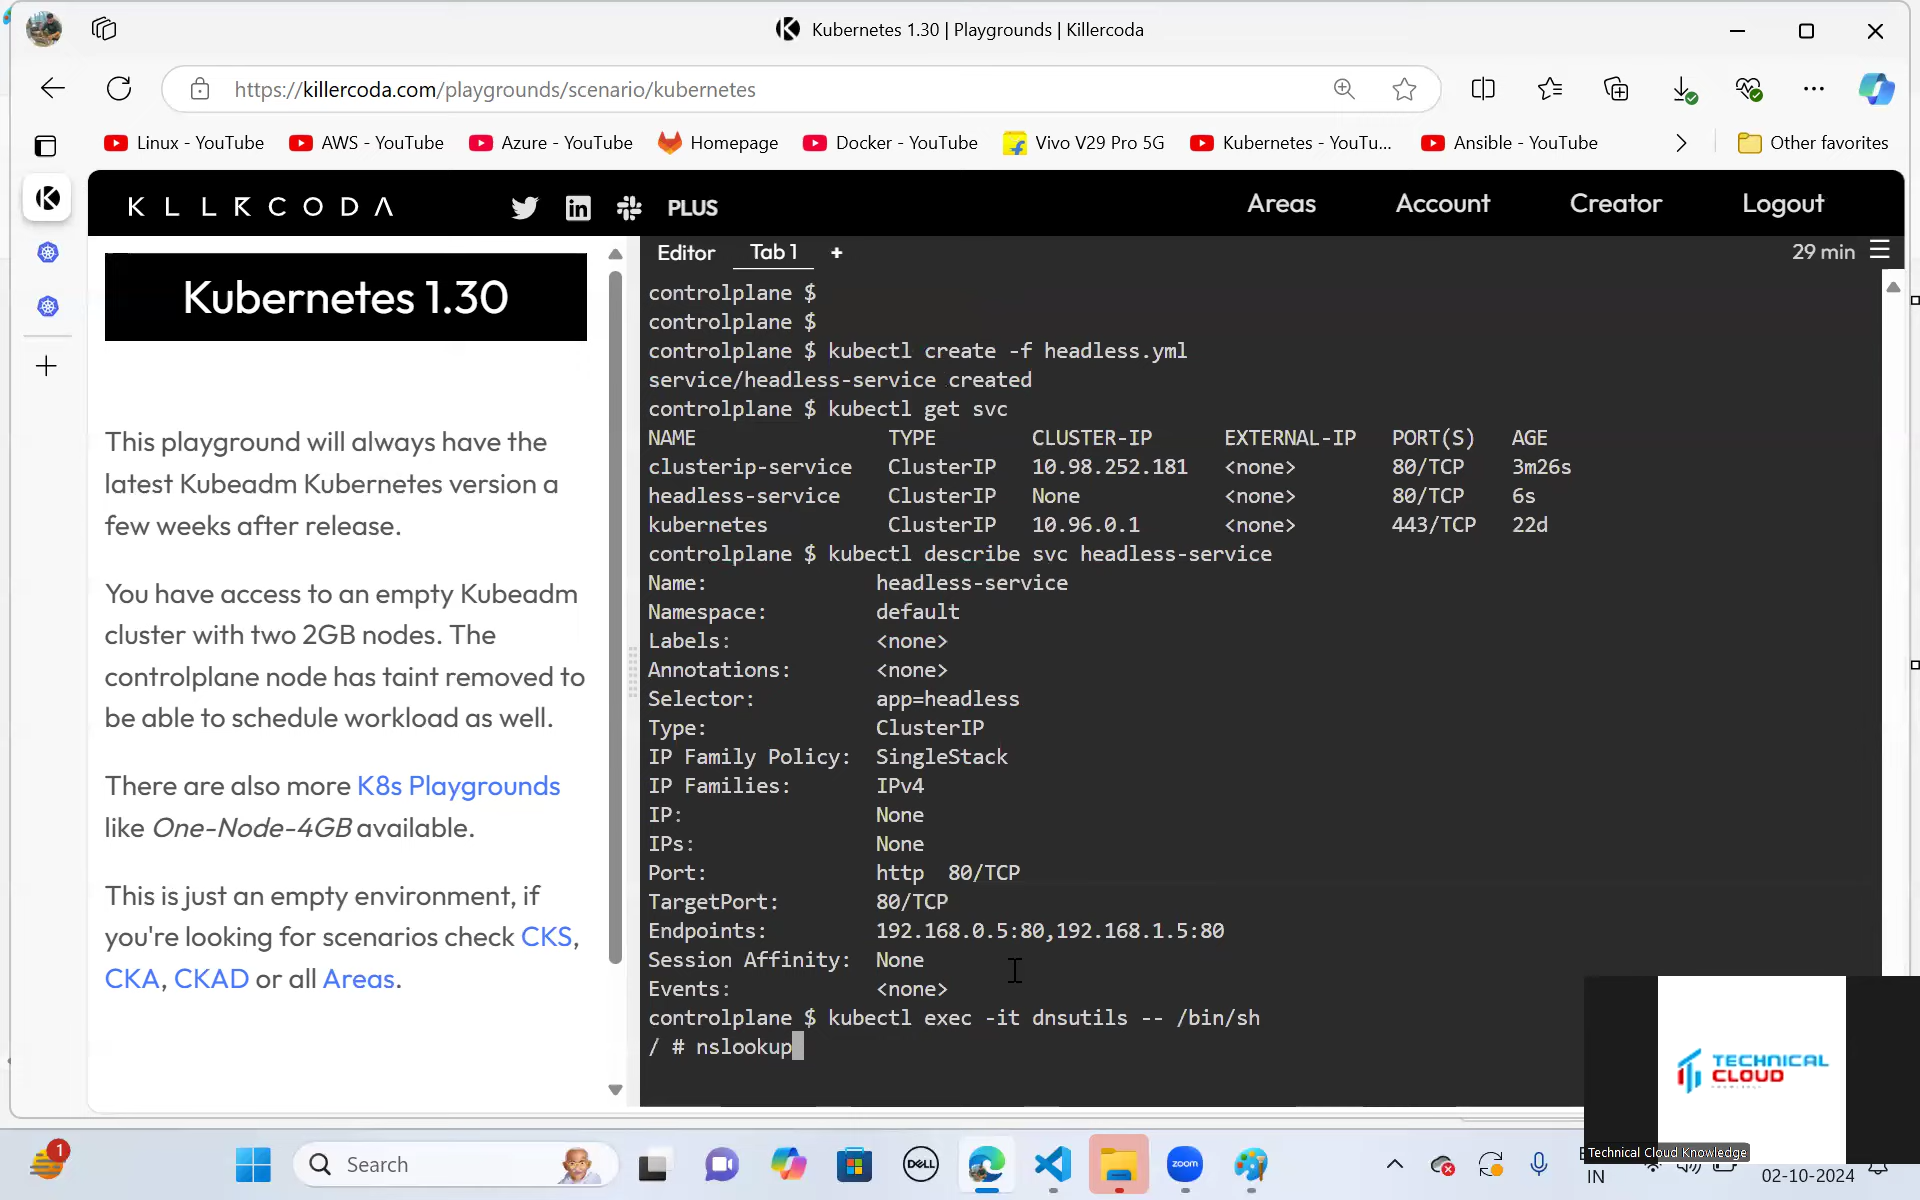 Kubernetes 1.30 | Playgrounds | Killercoda
https://killercoda.com/playgrounds/scenario/kubernetes
Linux - YouTube
AWS - YouTube
Azure - YouTube
Homepage
Docker - YouTube
Vivo V29 Pro 5G
Kubernetes - YouTu...
Ansible - YouTube
Other favorites
KLLRCODA
PLUS
Areas
Account
Creator
Logout
Kubernetes 1.30
This playground will always have the
latest Kubeadm Kubernetes version a
few weeks after release.
You have access to an empty Kubeadm
cluster with two 2GB nodes. The
controlplane node has taint removed to
be able to schedule workload as well.
There are also more K8s Playgrounds
like One-Node-4GB available.
This is just an empty environment, if
you're looking for scenarios check CKS,
CKA, CKAD or all Areas.
Editor Tab 1 +
29 min
controlplane $
controlplane $
controlplane $ kubectl create -f headless.yml
service/headless-service created
controlplane $ kubectl get svc
NAME TYPE CLUSTER-IP EXTERNAL-IP PORT(S) AGE
clusterip-service ClusterIP 10.98.252.181 <none> 80/TCP 3m26s
headless-service ClusterIP None <none> 80/TCP 6s
kubernetes ClusterIP 10.96.0.1 <none> 443/TCP 22d
controlplane $ kubectl describe svc headless-service
Name: headless-service
Namespace: default
Labels: <none>
Annotations: <none>
Selector: app=headless
Type: ClusterIP
IP Family Policy: SingleStack
IP Families: IPv4
IP: None
IPs: None
Port: http 80/TCP
TargetPort: 80/TCP
Endpoints: 192.168.0.5:80,192.168.1.5:80
Session Affinity: None
Events: <none>
controlplane $ kubectl exec -it dnsutils -- /bin/sh
/ # nslookup
TECHNICAL
CLOUD
Technical Cloud Knowledge
1
Search
DELL
zoom
IN
02-10-2024